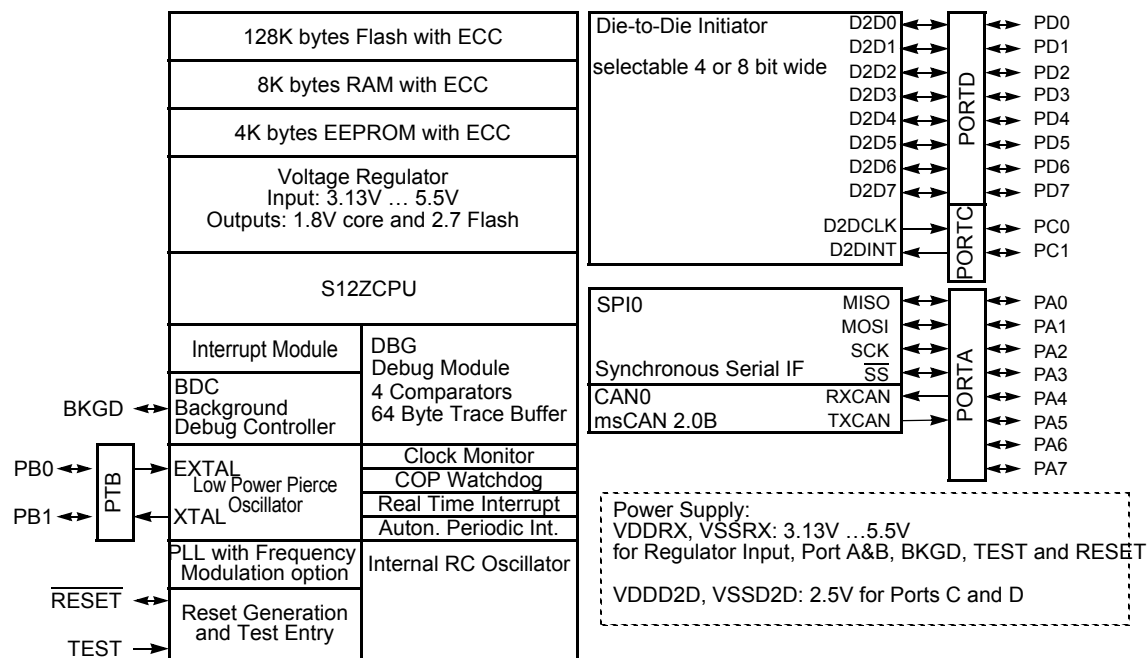 128K bytes Flash with ECC
8K bytes RAM with ECC
4K bytes EEPROM with ECC
Voltage Regulator
Input: 3.13V … 5.5V
Outputs: 1.8V core and 2.7 Flash
S12ZCPU
Interrupt Module
DBG
Debug Module
4 Comparators
64 Byte Trace Buffer
BKGD
BDC
Background
Debug Controller
PB0
PB1
PTB
EXTAL
Low Power Pierce
Oscillator
XTAL
Clock Monitor
COP Watchdog
Real Time Interrupt
Auton. Periodic Int.
PLL with Frequency
Modulation option
Internal RC Oscillator
RESET
TEST
Reset Generation
and Test Entry
Die-to-Die Initiator
selectable 4 or 8 bit wide
D2D0
D2D1
D2D2
D2D3
D2D4
D2D5
D2D6
D2D7
D2DCLK
D2DINT
PORTD
PORTC
PD0
PD1
PD2
PD3
PD4
PD5
PD6
PD7
PC0
PC1
SPI0
Synchronous Serial IF
MISO
MOSI
SCK
SS
CAN0
msCAN 2.0B
RXCAN
TXCAN
PORTA
PA0
PA1
PA2
PA3
PA4
PA5
PA6
PA7
Power Supply:
VDDRX, VSSRX: 3.13V …5.5V
for Regulator Input, Port A&B, BKGD, TEST and RESET
VDDD2D, VSSD2D: 2.5V for Ports C and D